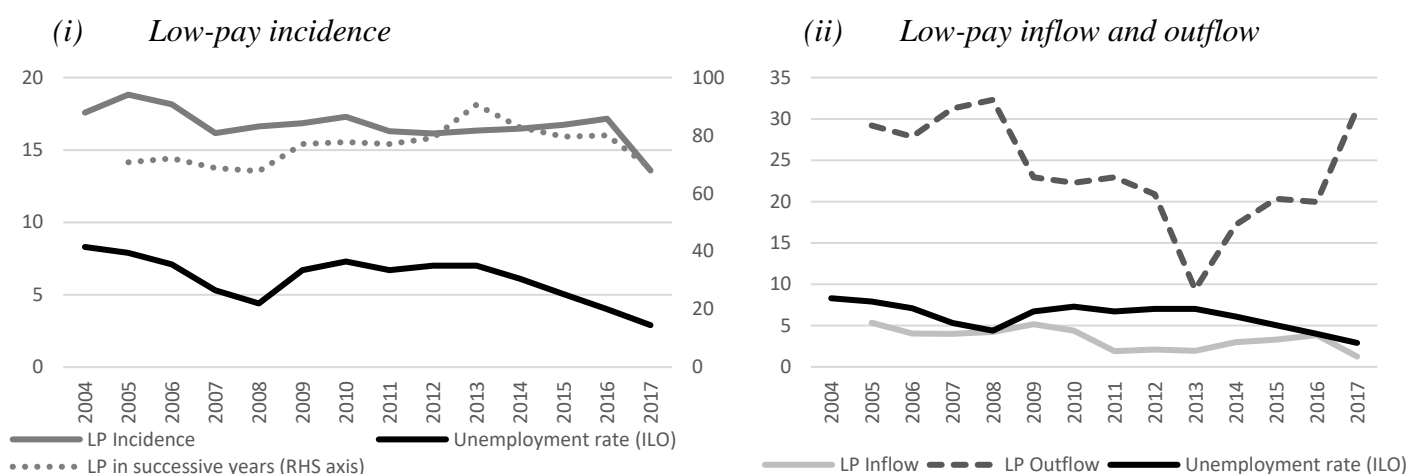 (i) Low-pay incidence
20
15
10
5
0
100
80
60
40
20
0
2004 2005 2006 2007 2008 2009 2010 2011 2012 2013 2014 2015 2016 2017
LP Incidence Unemployment rate (ILO)
LP in successive years (RHS axis)
(ii) Low-pay inflow and outflow
35
30
25
20
15
10
5
0
2004 2005 2006 2007 2008 2009 2010 2011 2012 2013 2014 2015 2016 2017
LP Inflow LP Outflow Unemployment rate (ILO)